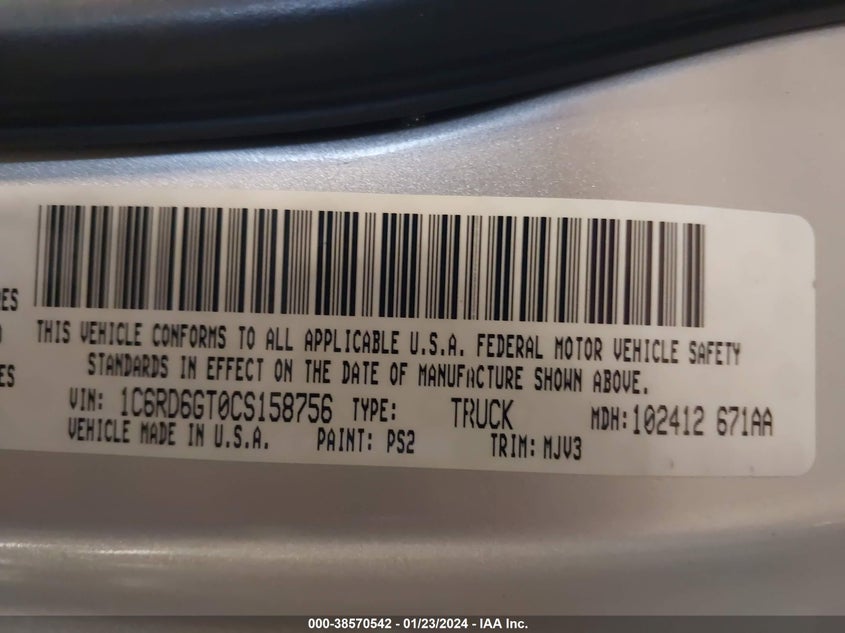 RES
THIS VEHICLE CONFORMS TO ALL APPLICABLE U.S.A. FEDERAL MOTOR VEHICLE SAFETY
ES
STANDARDS IN EFFECT ON THE DATE OF MANUFACTURE SHOWN ABOVE.
VIN: 1C6RD6GT0CS158756 TYPE: TRUCK MDH:102412 671AA
VEHICLE MADE IN U.S.A. PAINT: PS2 TRIM: MJV3
000-38570542 - 01/23/2024 - IAA Inc.